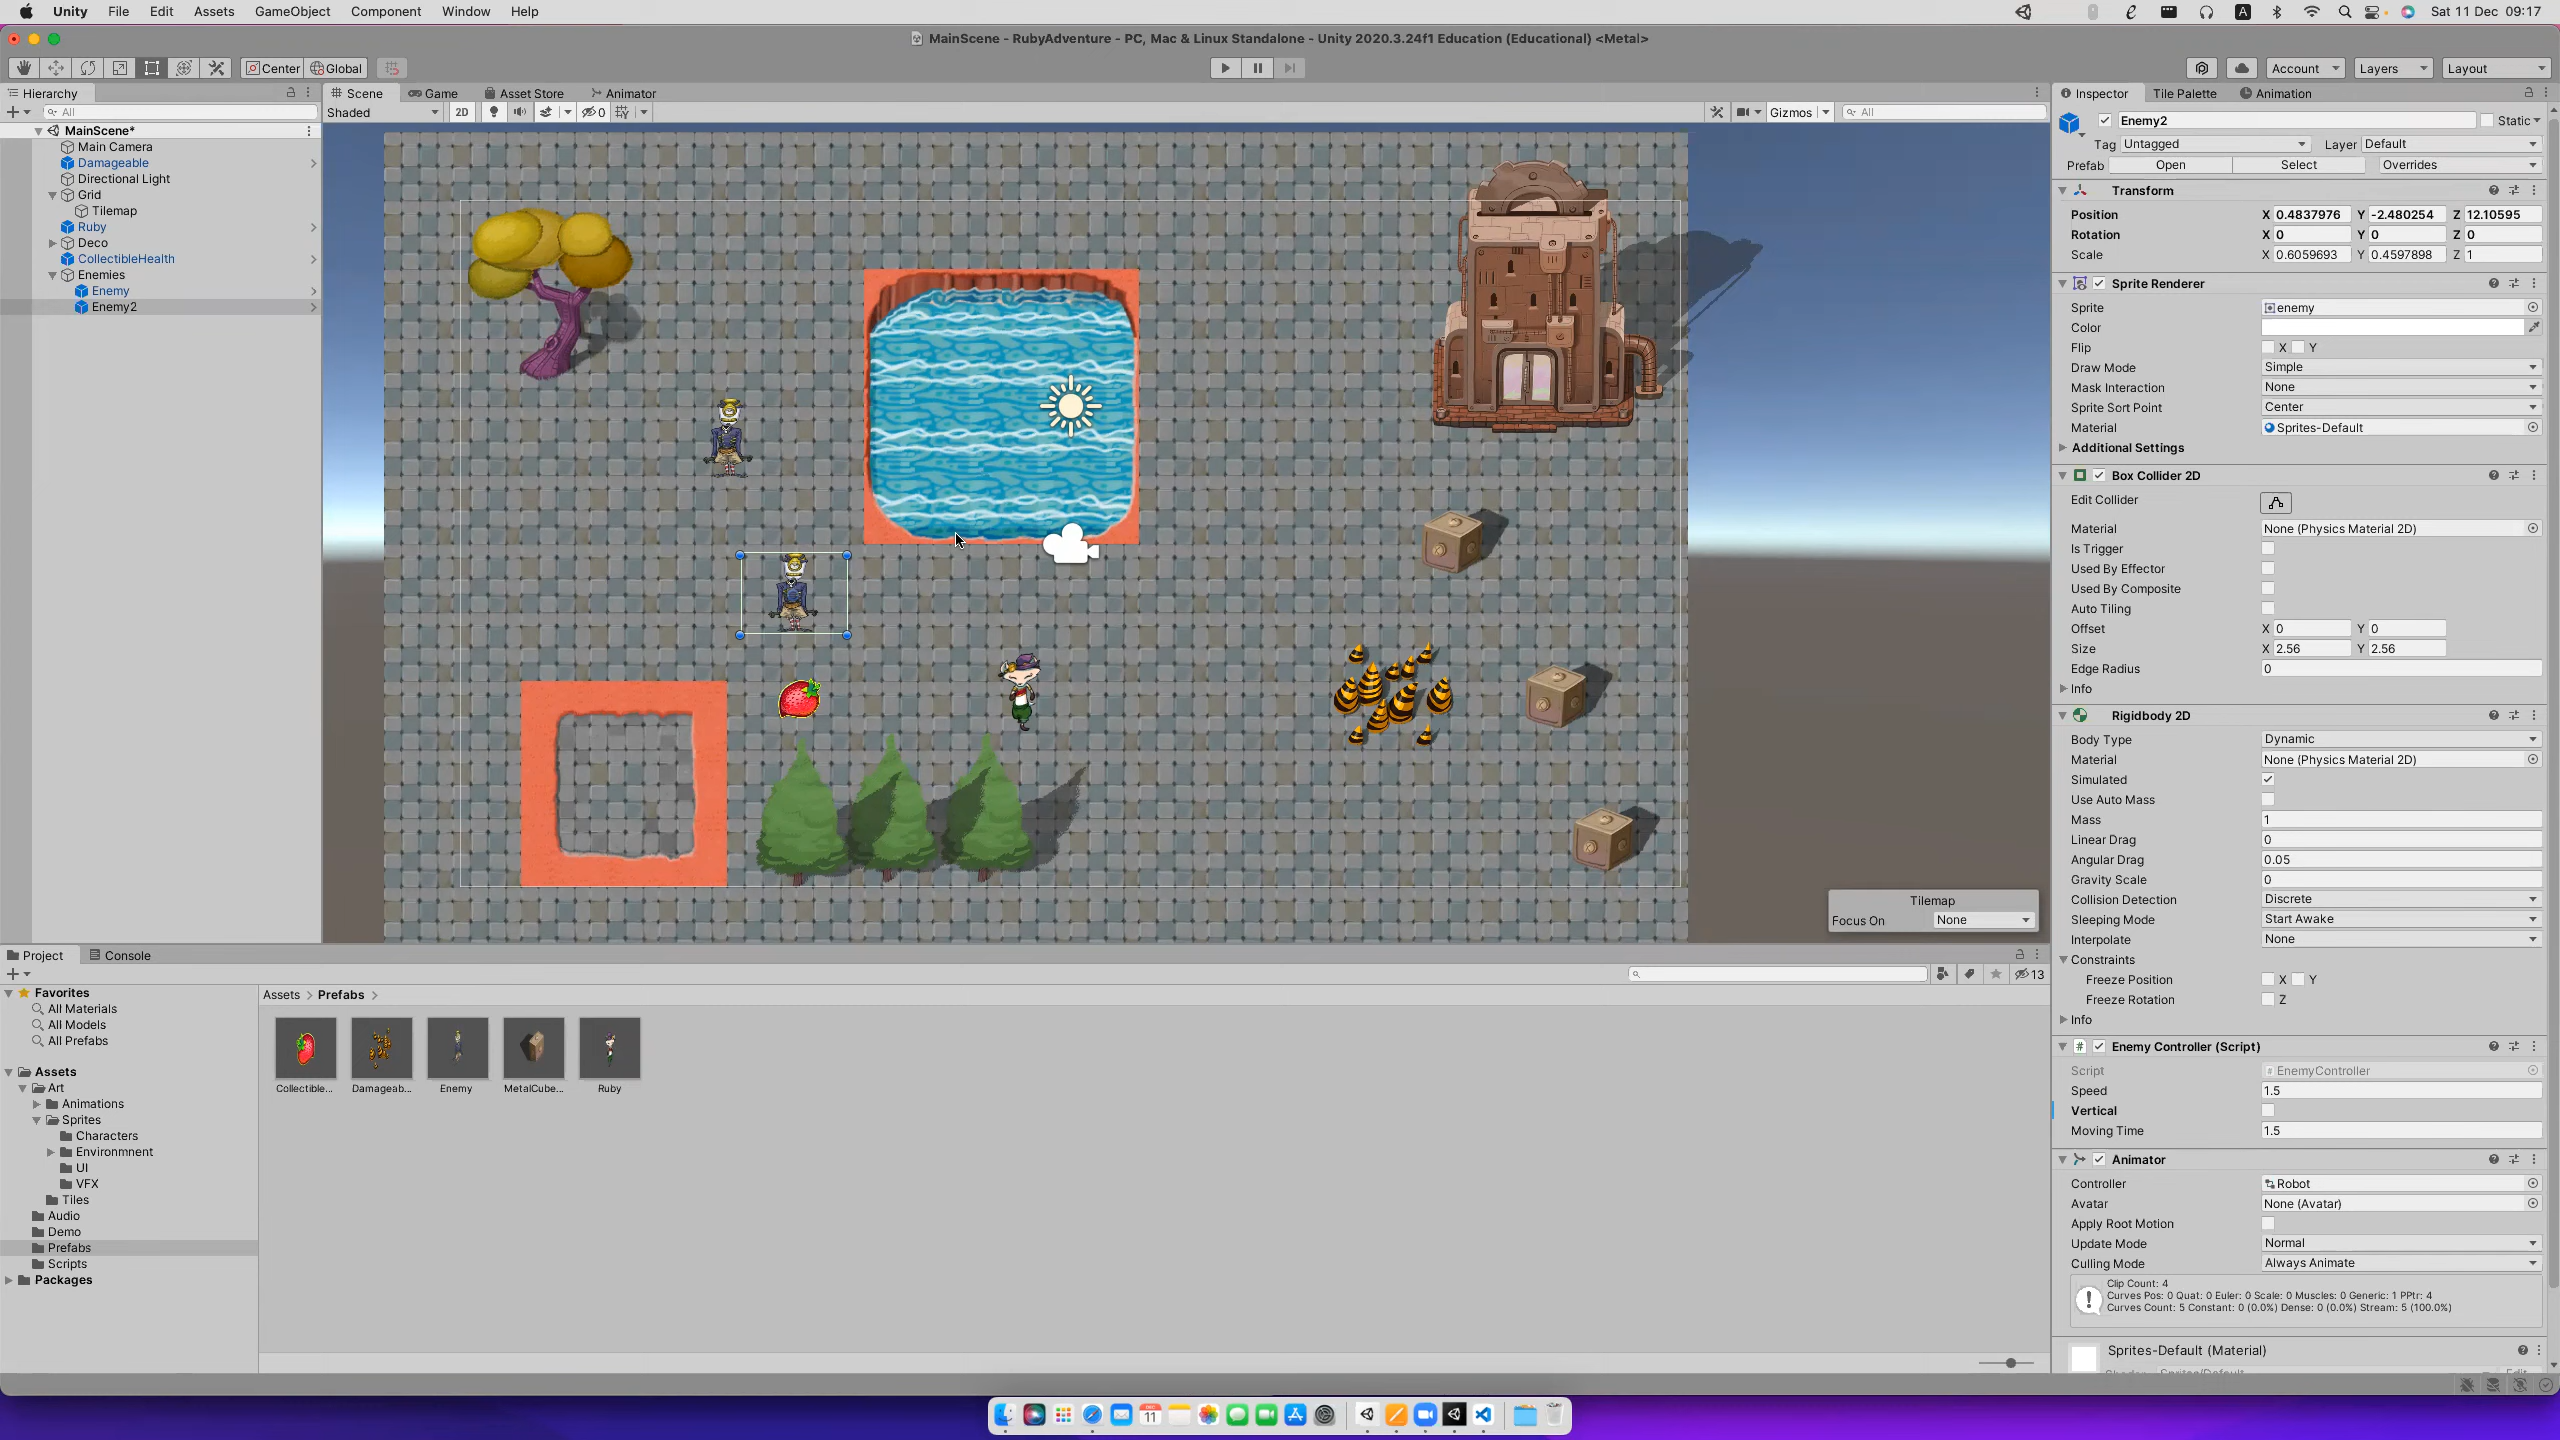 Unity File Edit Assets GameObject Component Window Help
A Sat 11 Dec 09:17
MainScene - RubyAdventure - PC, Mac & Linux Standalone - Unity 2020.3.24f1 Education (Educational) <Metal>
Center Global
Account Layers Layout
Hierarchy
All
MainScene*
Main Camera
Damageable
Directional Light
Grid
Tilemap
Ruby
Deco
CollectibleHealth
Enemies
Enemy
Enemy2
Scene Game Asset Store Animator
Shaded 2D 0 Gizmos All
Tilemap
Focus On None
Inspector Tile Palette Animation
Enemy2 Static
Tag Untagged Layer Default
Prefab Open Select Overrides
Transform
Position X 0.4837976 Y -2.480254 Z 12.10595
Rotation X 0 Y 0 Z 0
Scale X 0.6059693 Y 0.4597898 Z 1
Sprite Renderer
Sprite enemy
Color
Flip X Y
Draw Mode Simple
Mask Interaction None
Sprite Sort Point Center
Material Sprites-Default
Additional Settings
Box Collider 2D
Edit Collider
Material None (Physics Material 2D)
Is Trigger
Used By Effector
Used By Composite
Auto Tiling
Offset X 0 Y 0
Size X 2.56 Y 2.56
Edge Radius 0
Info
Rigidbody 2D
Body Type Dynamic
Material None (Physics Material 2D)
Simulated
Use Auto Mass
Mass 1
Linear Drag 0
Angular Drag 0.05
Gravity Scale 0
Collision Detection Discrete
Sleeping Mode Start Awake
Interpolate None
Constraints
Freeze Position X Y
Freeze Rotation Z
Info
# Enemy Controller (Script)
Script # EnemyController
Speed 1.5
Vertical
Moving Time 1.5
Animator
Controller Robot
Avatar None (Avatar)
Apply Root Motion
Update Mode Normal
Culling Mode Always Animate
Clip Count: 4
Curves Pos: 0 Quat: 0 Euler: 0 Scale: 0 Muscles: 0 Generic: 1 PPtr: 4
Curves Count: 5 Constant: 0 (0.0%) Dense: 0 (0.0%) Stream: 5 (100.0%)
Sprites-Default (Material)
Project Console
13
Favorites
All Materials
All Models
All Prefabs
Assets
Art
Animations
Sprites
Characters
Environmnent
UI
VFX
Tiles
Audio
Demo
Prefabs
Scripts
Packages
Assets > Prefabs >
Collectible... Damageab... Enemy MetalCube... Ruby
DEC
11